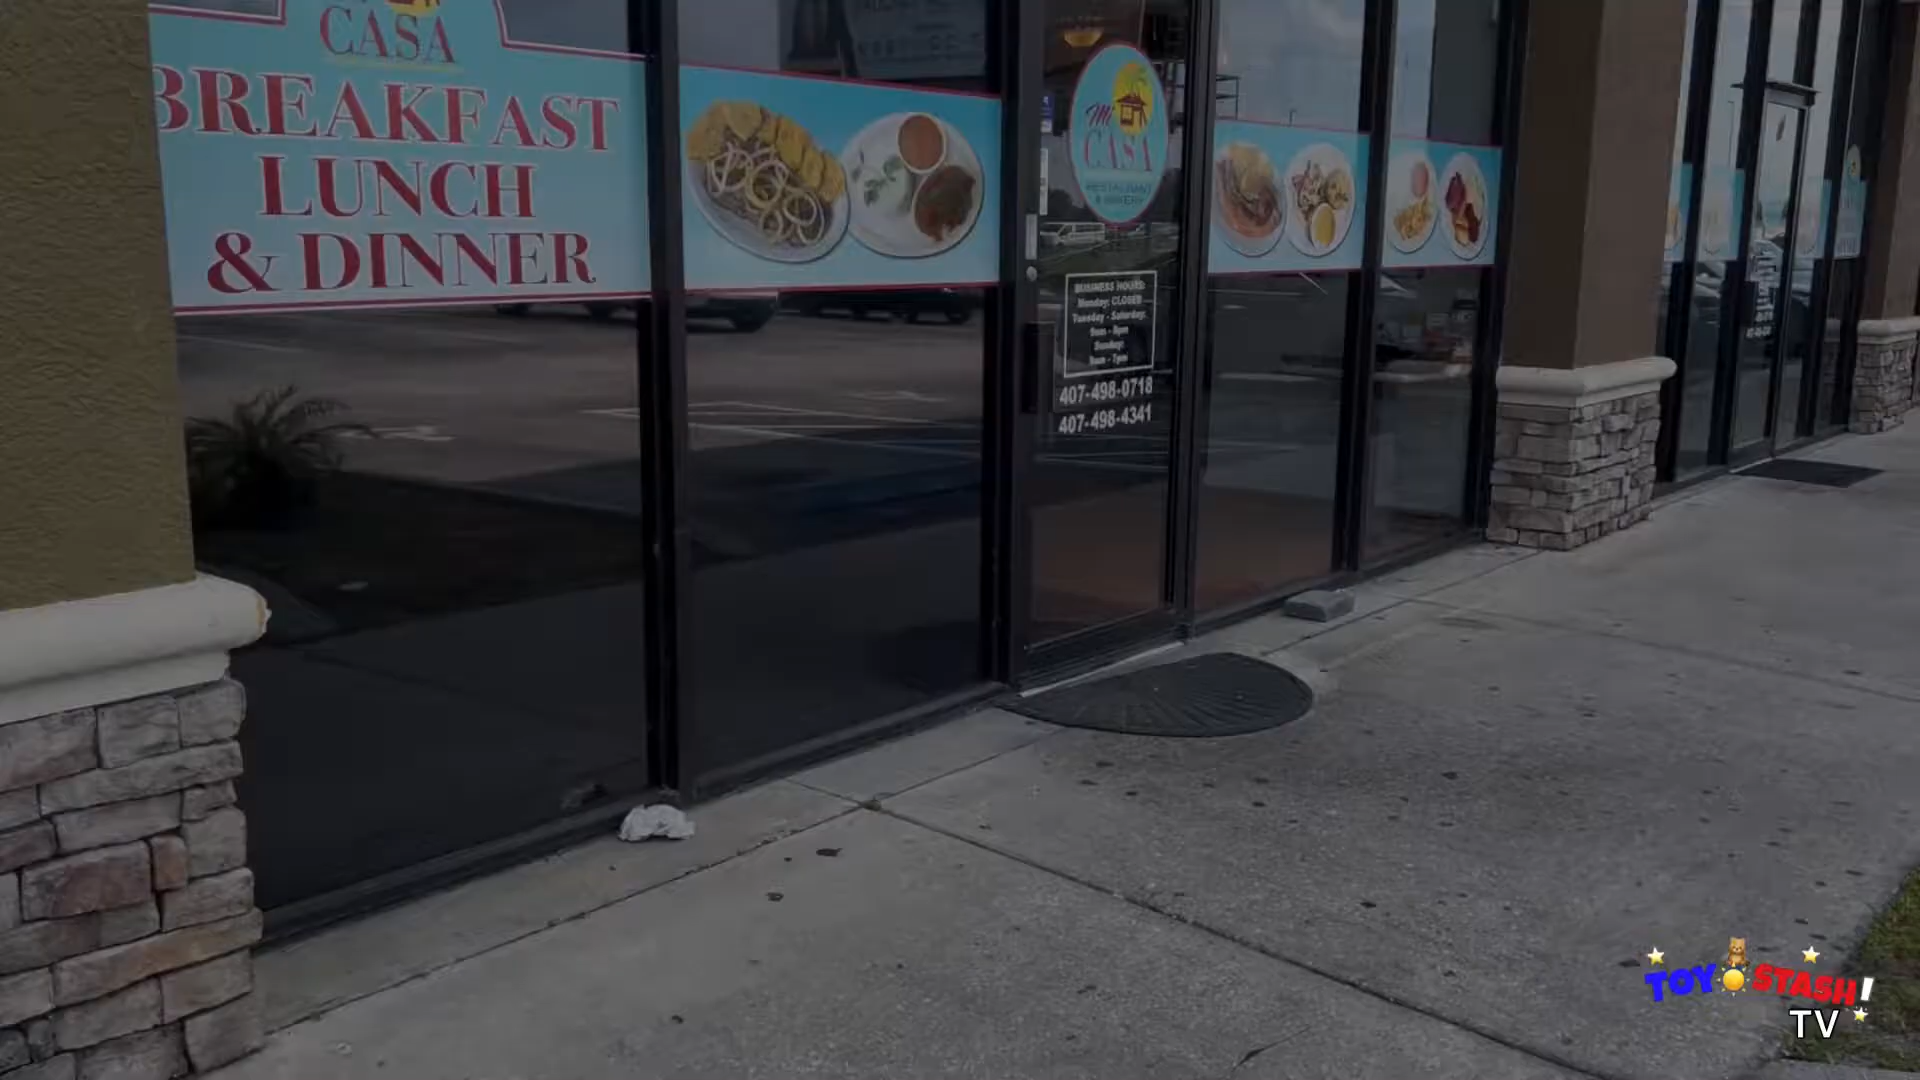 CASA
BREAKFAST
LUNCH
& DINNER
Mi
CASA
RESTAURANT
& BAKERY
BUSINESS HOURS:
Monday: CLOSED
Tuesday - Saturday:
Sunday:
407-498-0718
407-498-4341
TOY STASH!
TV